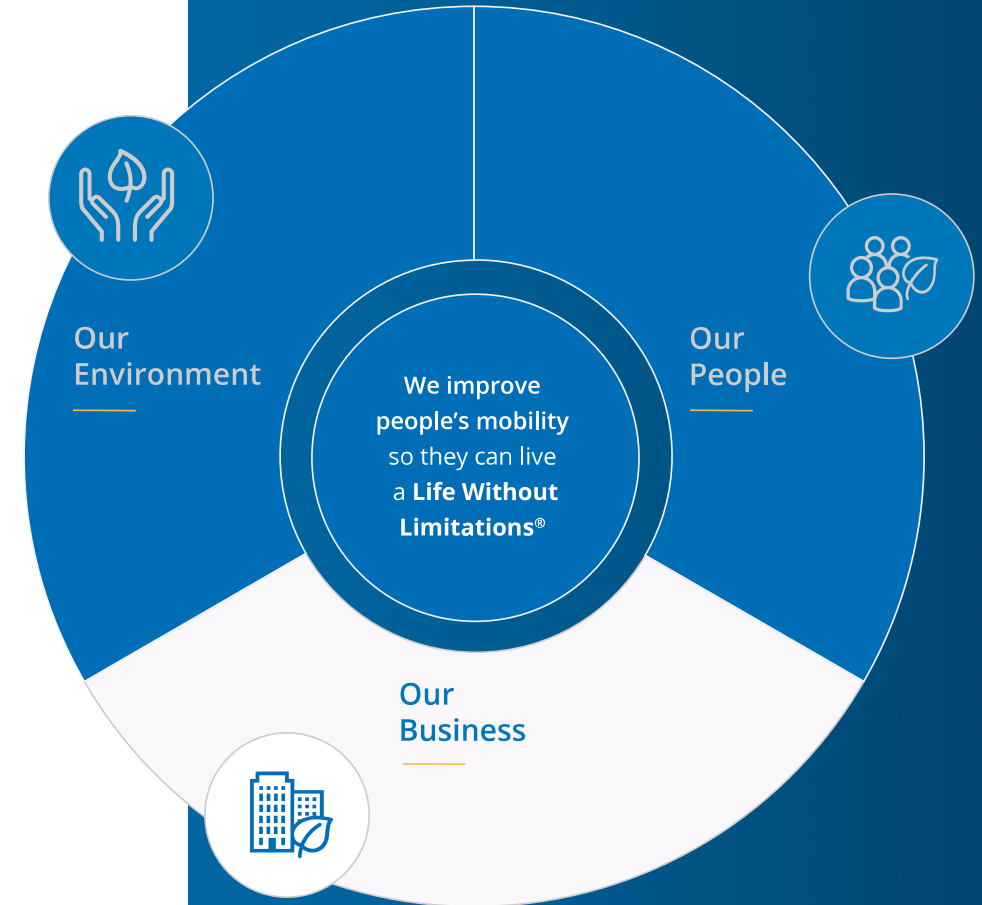 Our
Environment
Our
People
We improve
people’s mobility
so they can live
a Life Without
Limitations®
Our
Business